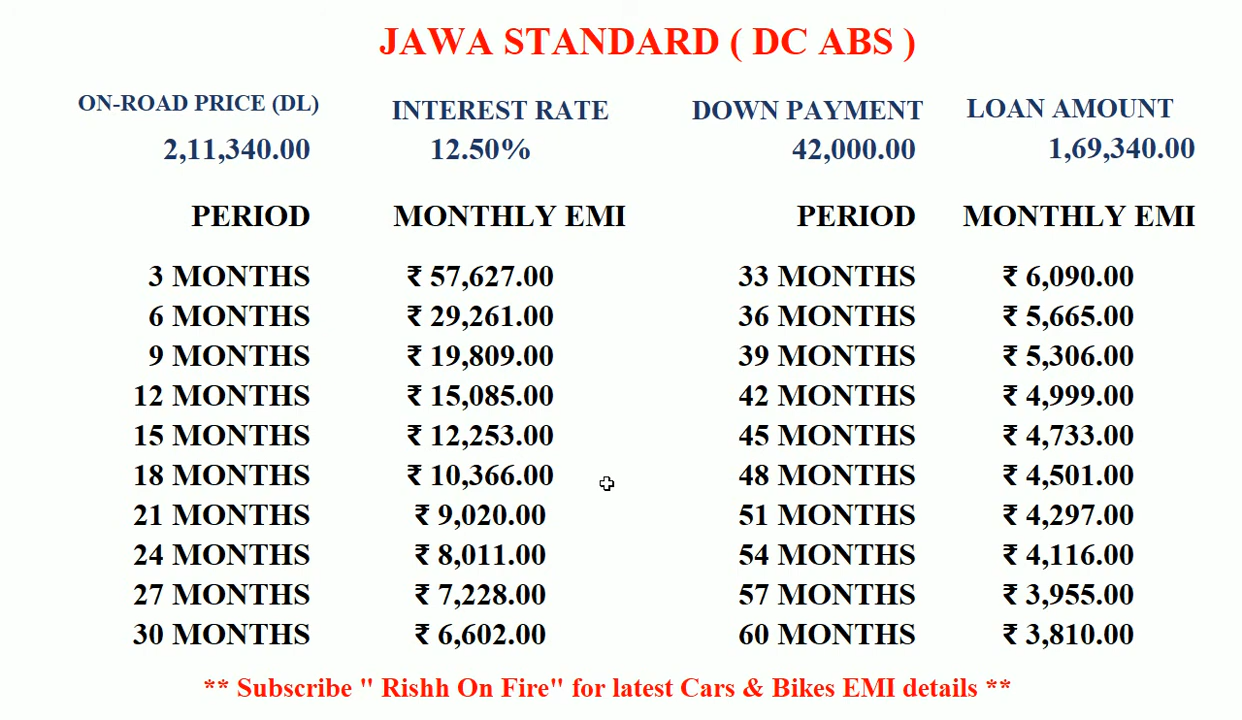 JAWA STANDARD ( DC ABS )
ON-ROAD PRICE (DL) INTEREST RATE DOWN PAYMENT LOAN AMOUNT
2,11,340.00 12.50% 42,000.00 1,69,340.00
PERIOD MONTHLY EMI PERIOD MONTHLY EMI
3 MONTHS ₹ 57,627.00 33 MONTHS ₹ 6,090.00
6 MONTHS ₹ 29,261.00 36 MONTHS ₹ 5,665.00
9 MONTHS ₹ 19,809.00 39 MONTHS ₹ 5,306.00
12 MONTHS ₹ 15,085.00 42 MONTHS ₹ 4,999.00
15 MONTHS ₹ 12,253.00 45 MONTHS ₹ 4,733.00
18 MONTHS ₹ 10,366.00 48 MONTHS ₹ 4,501.00
21 MONTHS ₹ 9,020.00 51 MONTHS ₹ 4,297.00
24 MONTHS ₹ 8,011.00 54 MONTHS ₹ 4,116.00
27 MONTHS ₹ 7,228.00 57 MONTHS ₹ 3,955.00
30 MONTHS ₹ 6,602.00 60 MONTHS ₹ 3,810.00
** Subscribe " Rishh On Fire" for latest Cars & Bikes EMI details **